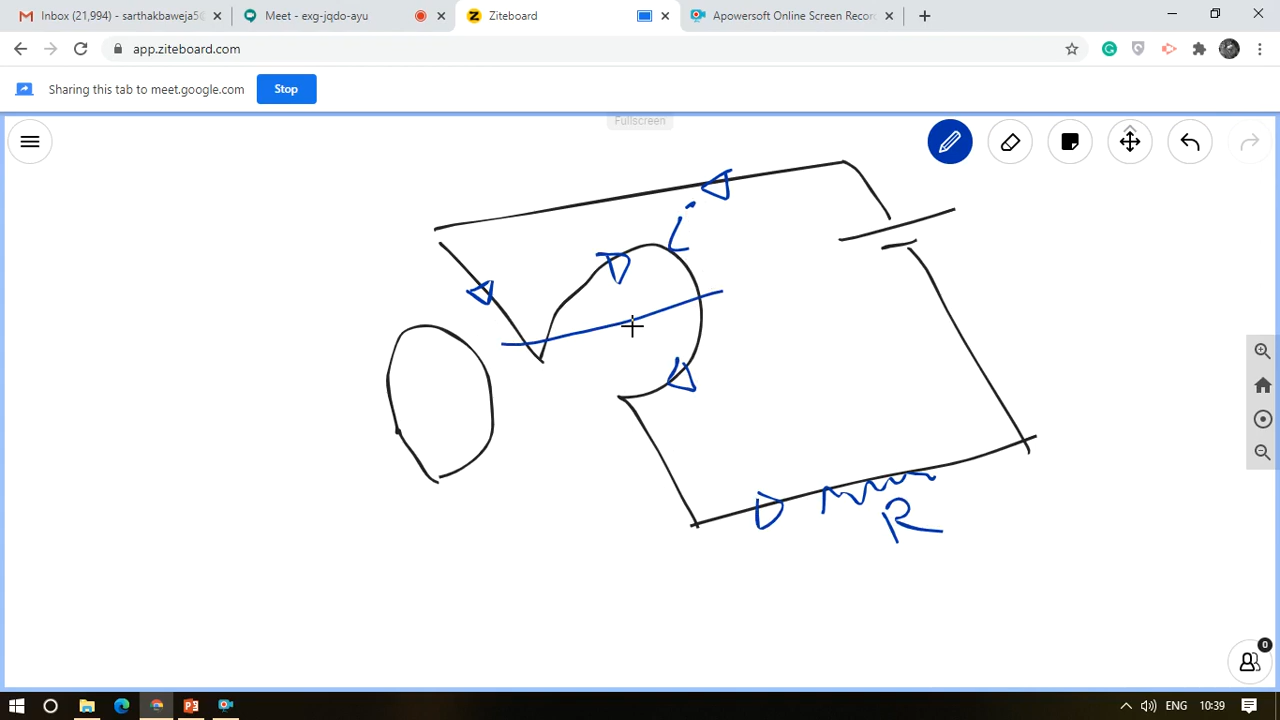 Inbox (21,994) - sarthakbaweja5
Meet - exg-jqdo-ayu
Ziteboard
Apowersoft Online Screen Recor
app.ziteboard.com
Sharing this tab to meet.google.com
Stop
Fullscreen
i
R
0
ENG
10:39